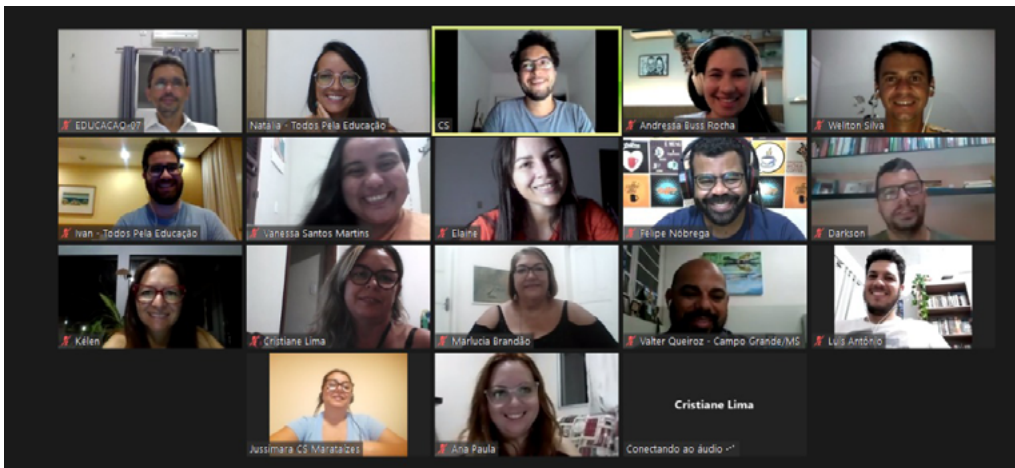 EDUCACAO-07
Natalia - Todos Pela Educação
CS
Andressa Buss Rocha
Weliton Silva
Ivan - Todos Pela Educação
Vanessa Santos Martins
Elaine
Felipe Nóbrega
Darkson
Kélen
Cristiane Lima
Marlucia Brandão
Valter Queiroz - Campo Grande/MS
Luis Antônio
Jussimara CS Marataízes
Ana Paula
Cristiane Lima
Conectando ao áudio